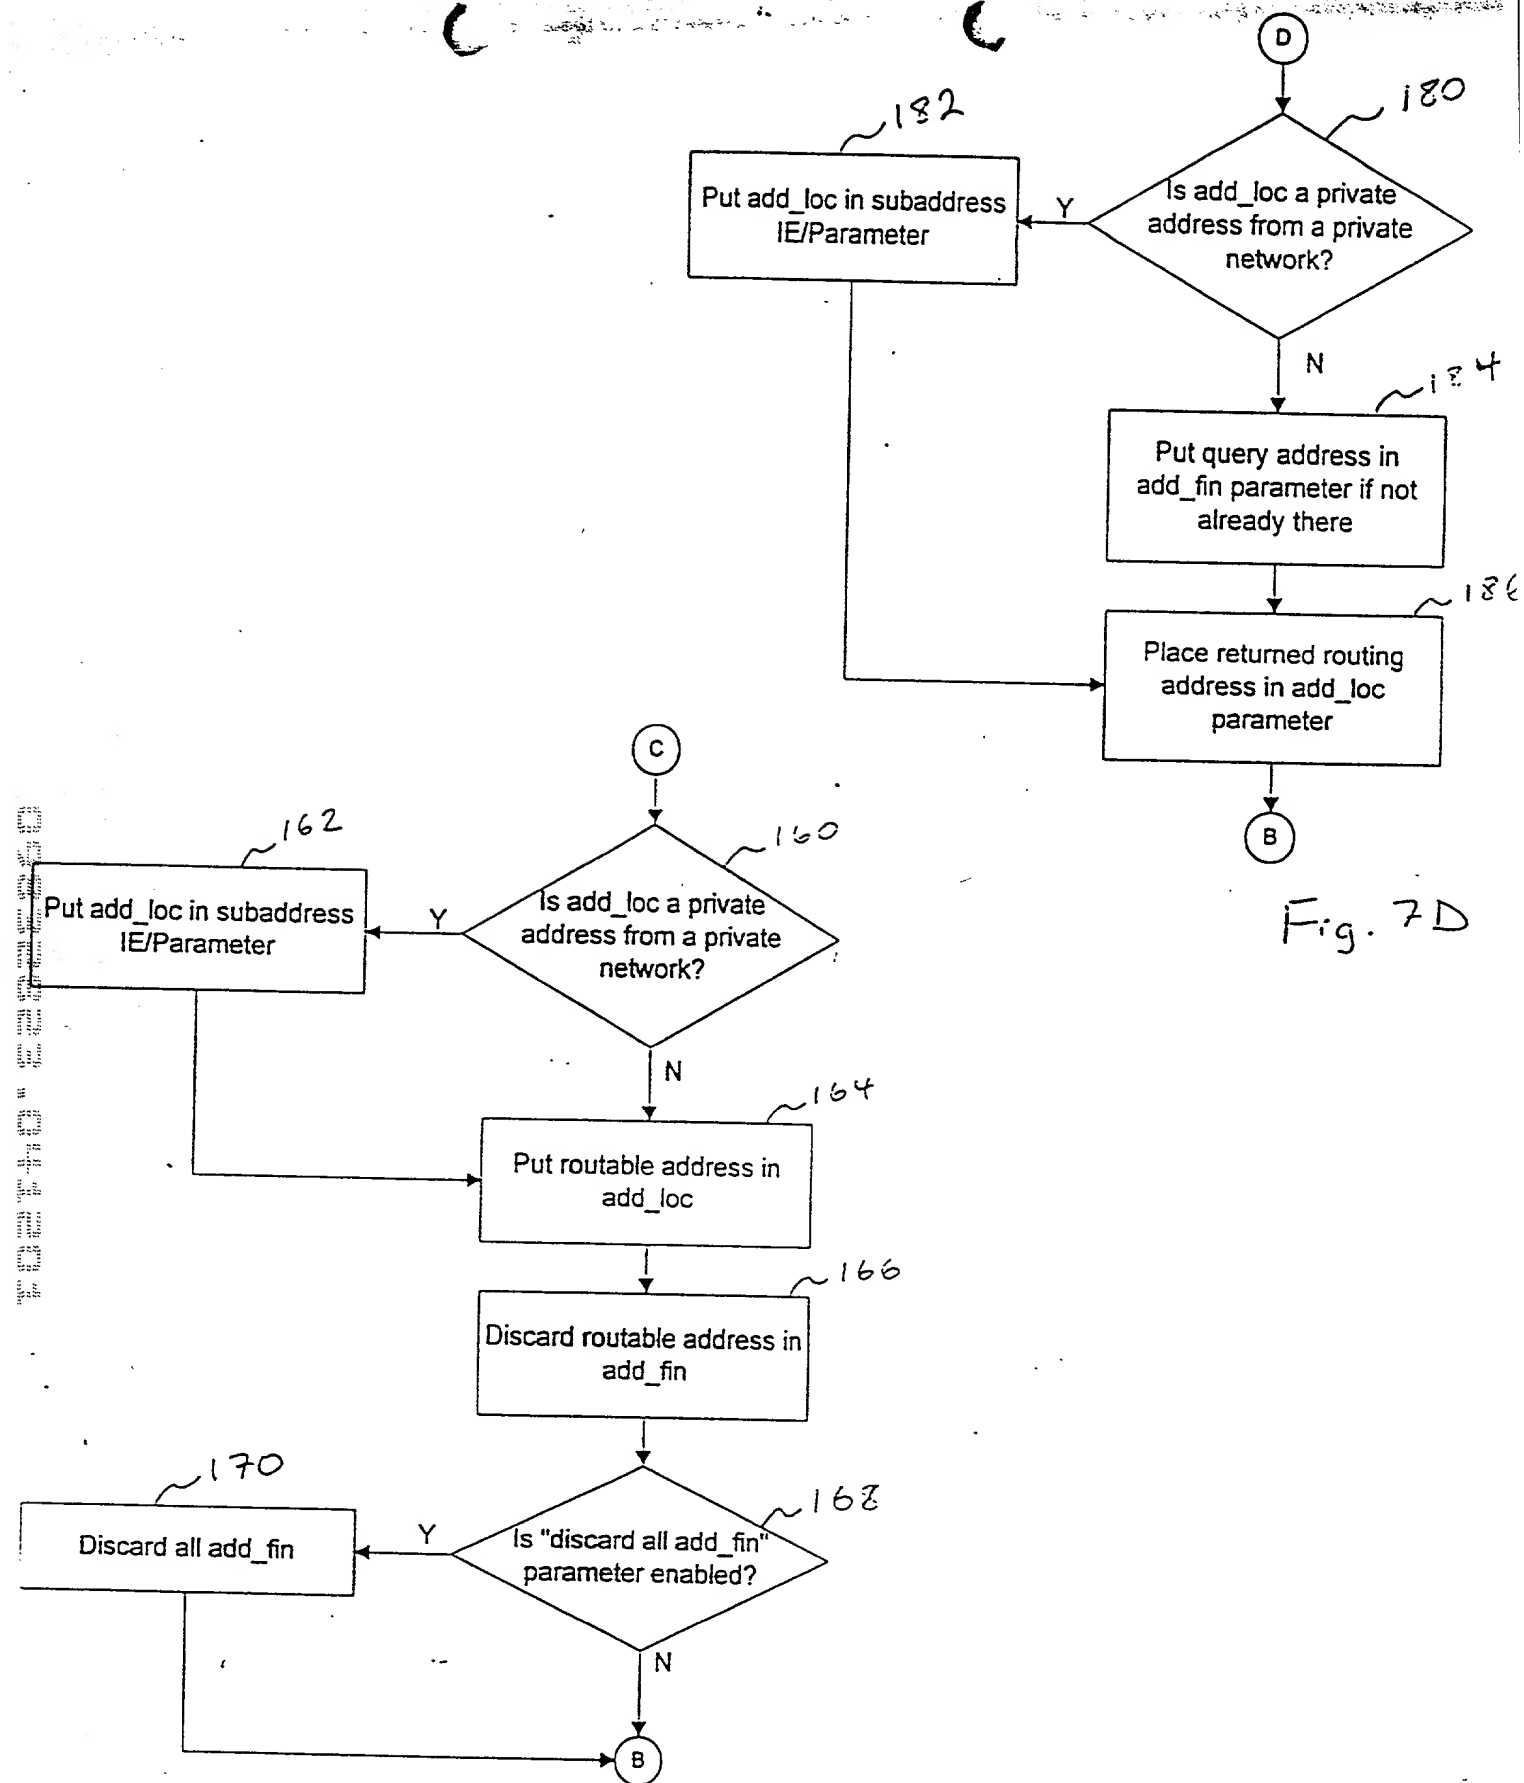 D
180
182
Is add_loc a private
address from a private
network?
Y
Put add_loc in subaddress
IE/Parameter
N
184
Put query address in
add_fin parameter if not
already there
186
Place returned routing
address in add_loc
parameter
B
Fig. 7D
C
160
162
Is add_loc a private
address from a private
network?
Y
Put add_loc in subaddress
IE/Parameter
N
164
Put routable address in
add_loc
166
Discard routable address in
add_fin
168
170
Is "discard all add_fin"
parameter enabled?
Y
Discard all add_fin
N
B